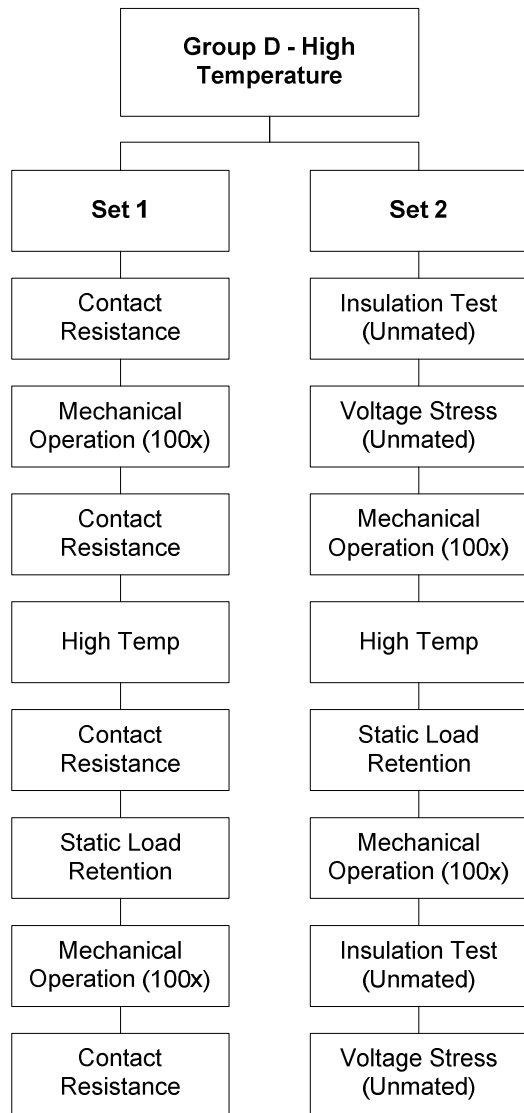 Group D - High
Temperature
Set 1
Contact
Resistance
Mechanical
Operation (100x)
Contact
Resistance
High Temp
Contact
Resistance
Static Load
Retention
Mechanical
Operation (100x)
Contact
Resistance
Set 2
Insulation Test
(Unmated)
Voltage Stress
(Unmated)
Mechanical
Operation (100x)
High Temp
Static Load
Retention
Mechanical
Operation (100x)
Insulation Test
(Unmated)
Voltage Stress
(Unmated)